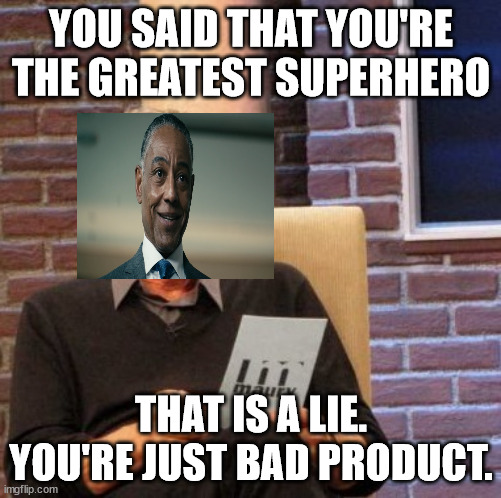 YOU SAID THAT YOU'RE
THE GREATEST SUPERHERO
maury
THAT IS A LIE.
YOU'RE JUST BAD PRODUCT.
imgflip.com